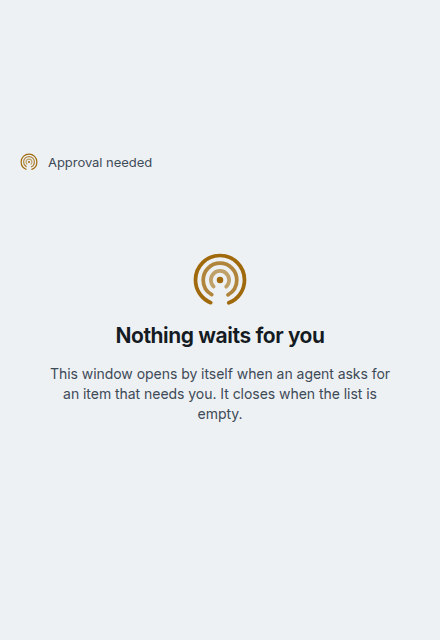 Approval needed
Nothing waits for you
This window opens by itself when an agent asks for
an item that needs you. It closes when the list is
empty.